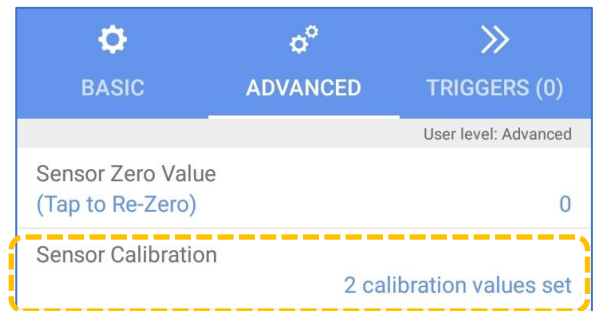 BASIC ADVANCED TRIGGERS (0)
User level: Advanced
Sensor Zero Value
(Tap to Re-Zero) 0
Sensor Calibration
2 calibration values set